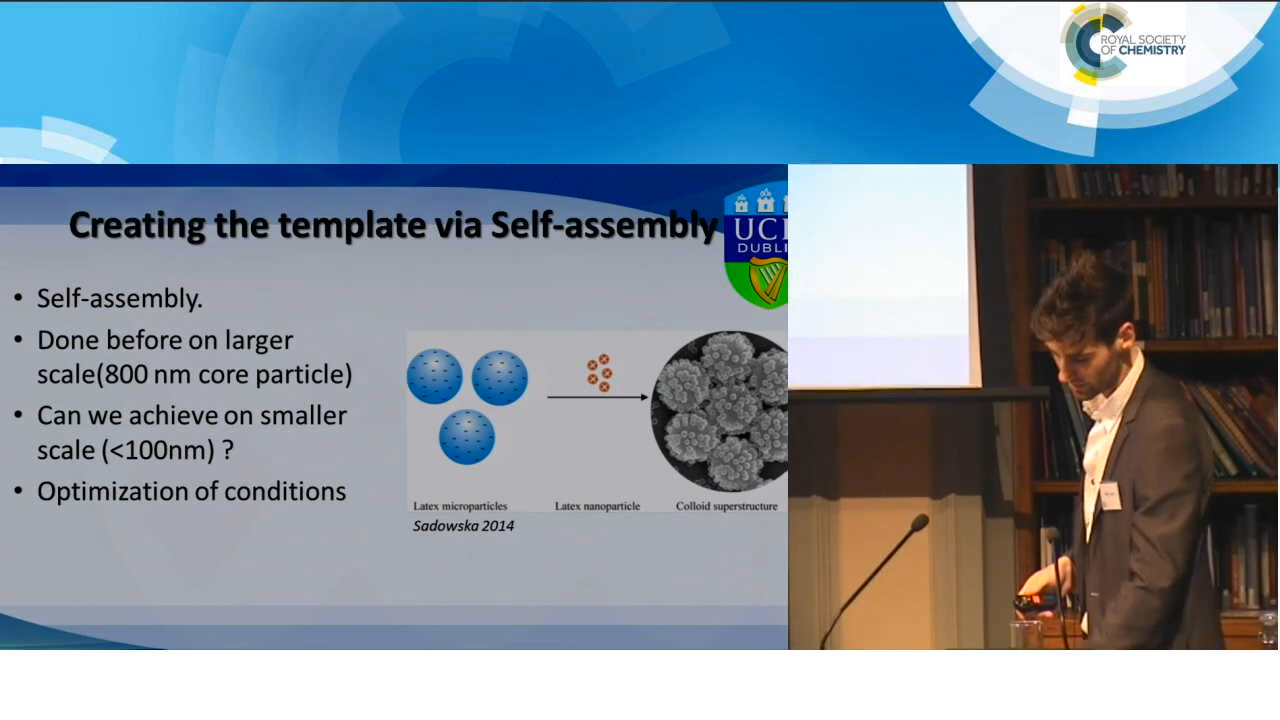 ROYAL SOCIETY
OF CHEMISTRY
Creating the template via Self-assembly
UC
DUBLI
• Self-assembly.
• Done before on larger
scale(800 nm core particle)
• Can we achieve on smaller
scale (<100nm) ?
• Optimization of conditions
Latex microparticles
Latex nanoparticle
Colloid superstructure
Sadowska 2014